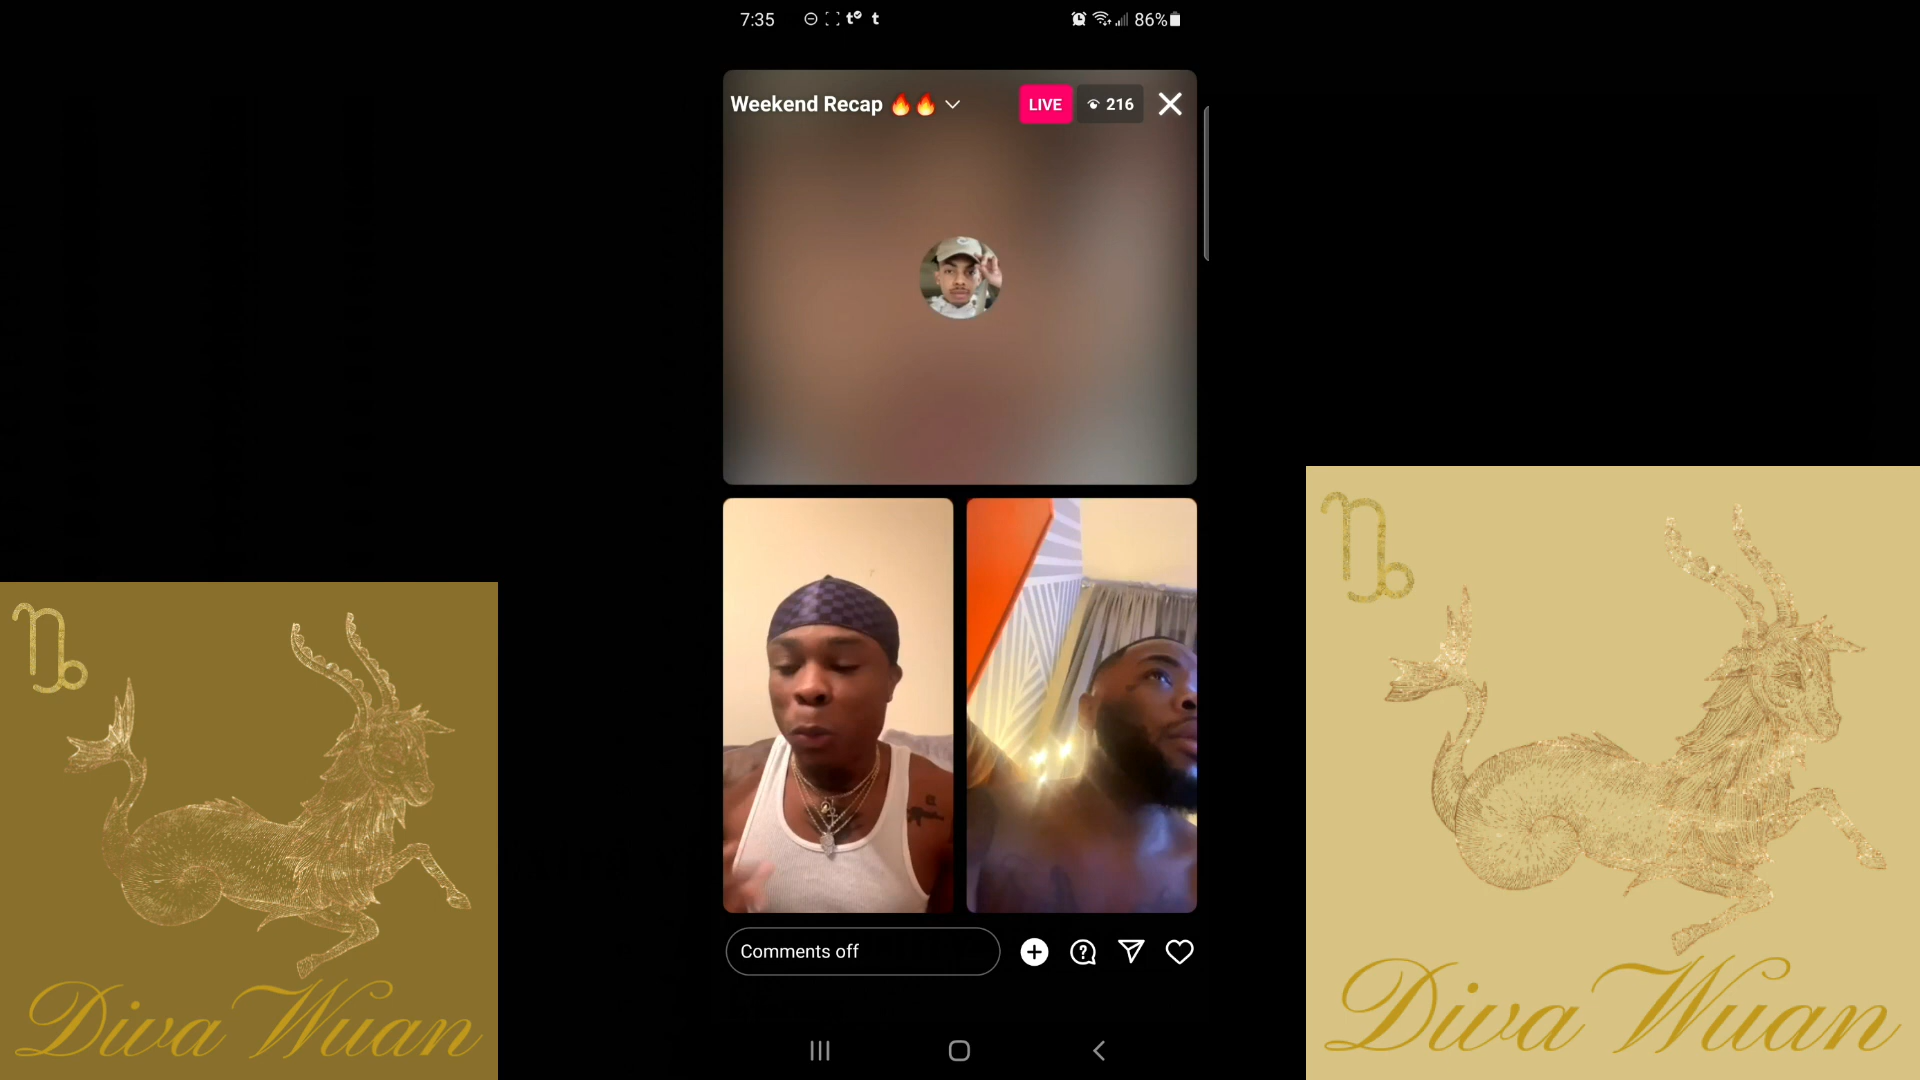 7:35
86%
Weekend Recap 🔥🔥
LIVE
216
Comments off
Diva Wuan
Diva Wuan